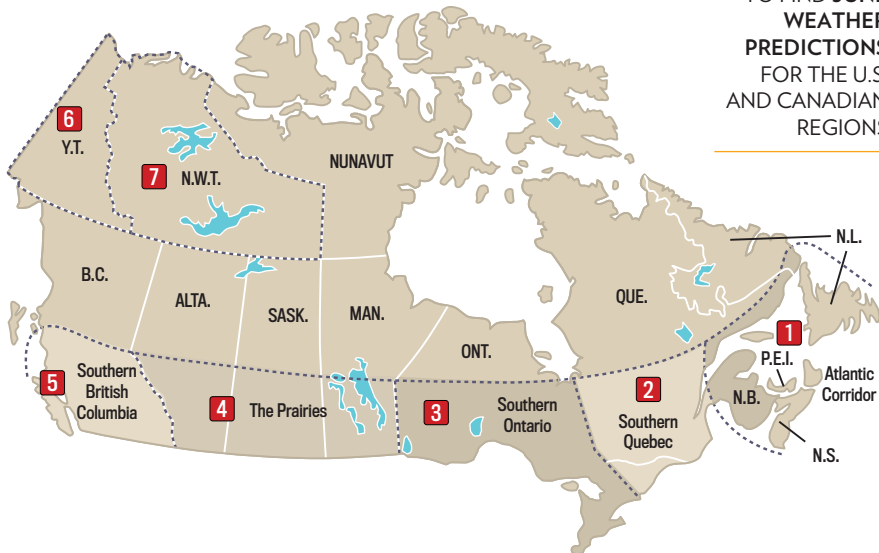 WEATHER
PREDICTIONS
FOR THE U.S.
AND CANADIAN
REGIONS
6
Y.T.
7
N.W.T.
NUNAVUT
N.L.
B.C.
ALTA.
SASK.
MAN.
ONT.
QUE.
1
P.E.I.
Atlantic
Corridor
N.B.
N.S.
5
Southern
British
Columbia
4
The Prairies
3
Southern
Ontario
2
Southern
Quebec